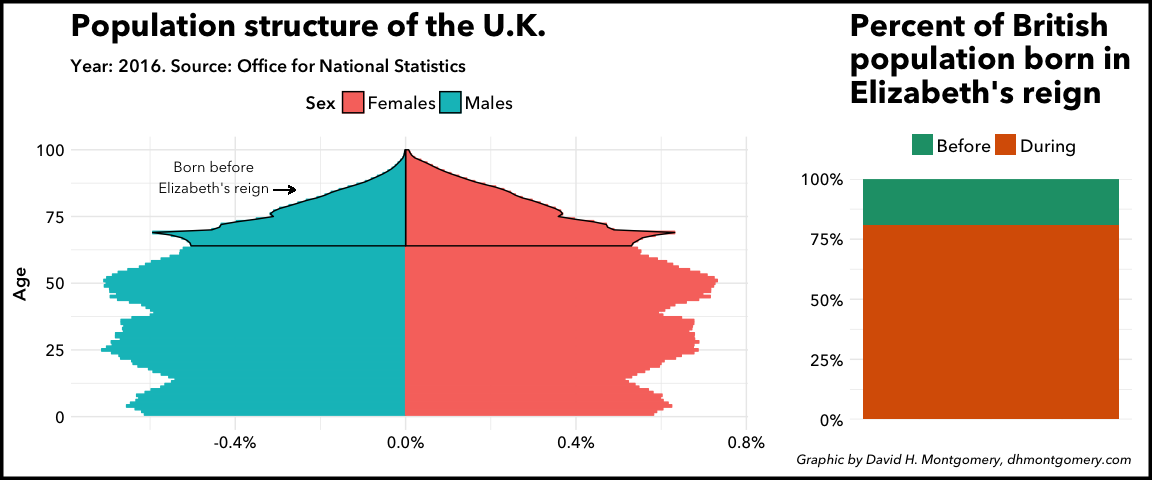 Population structure of the U.K.
Year: 2016. Source: Office for National Statistics
Sex Females Males
Born before
Elizabeth's reign
100
75
50
25
0
Age
-0.4% 0.0% 0.4% 0.8%
Percent of British
population born in
Elizabeth's reign
Before During
100%
75%
50%
25%
0%
Graphic by David H. Montgomery, dhmontgomery.com